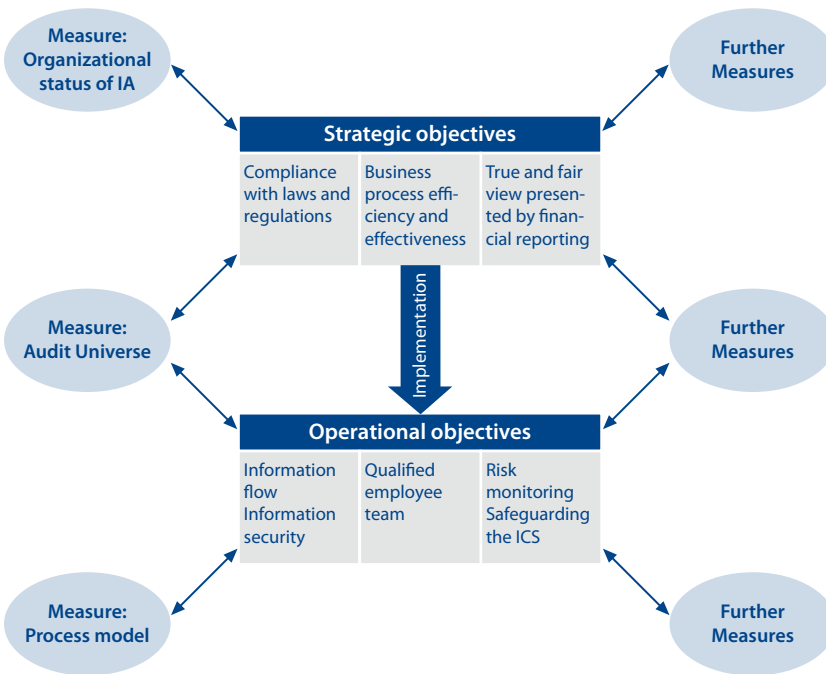 Measure:
Organizational
status of IA
Further
Measures
Strategic objectives
Compliance
with laws and
regulations
Business
process effi-
ciency and
effectiveness
True and fair
view presen-
ted by finan-
cial reporting
Implementation
Measure:
Audit Universe
Further
Measures
Operational objectives
Information
flow
Information
security
Qualified
employee
team
Risk
monitoring
Safeguarding
the ICS
Measure:
Process model
Further
Measures